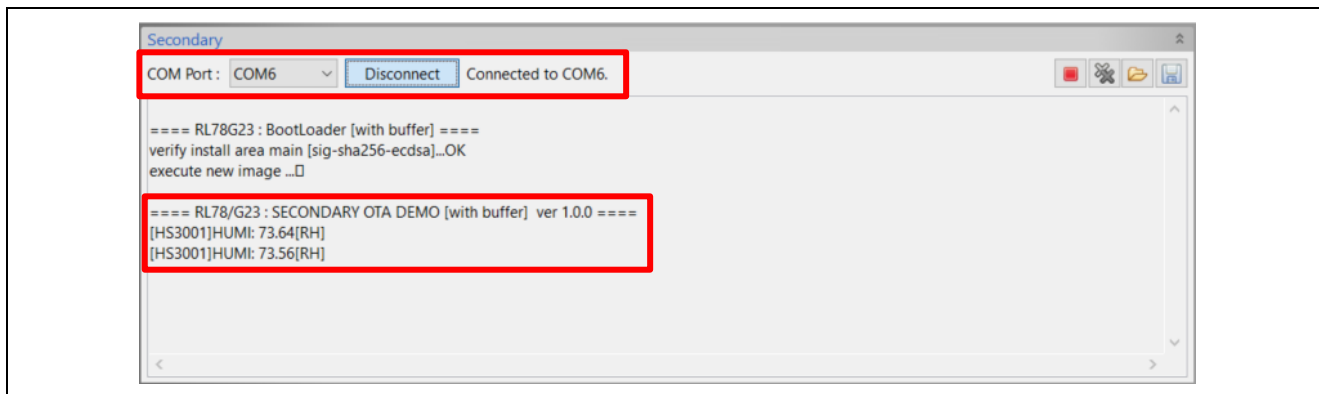 Secondary
COM Port : COM6 Disconnect Connected to COM6.
==== RL78G23 : BootLoader [with buffer] ====
verify install area main [sig-sha256-ecdsa]...OK
execute new image ...▯
==== RL78/G23 : SECONDARY OTA DEMO [with buffer]  ver 1.0.0 ====
[HS3001]HUMI: 73.64[RH]
[HS3001]HUMI: 73.56[RH]